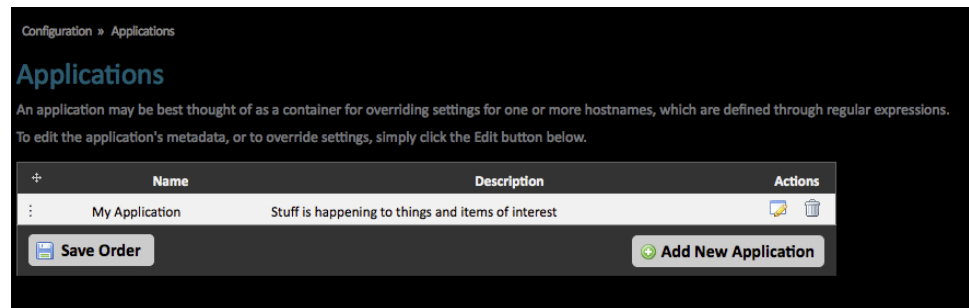 Configuration » Applications
Applications
An application may be best thought of as a container for overriding settings for one or more hostnames, which are defined through regular expressions.
To edit the application's metadata, or to override settings, simply click the Edit button below.
Name Description Actions
My Application Stuff is happening to things and items of interest
Save Order Add New Application